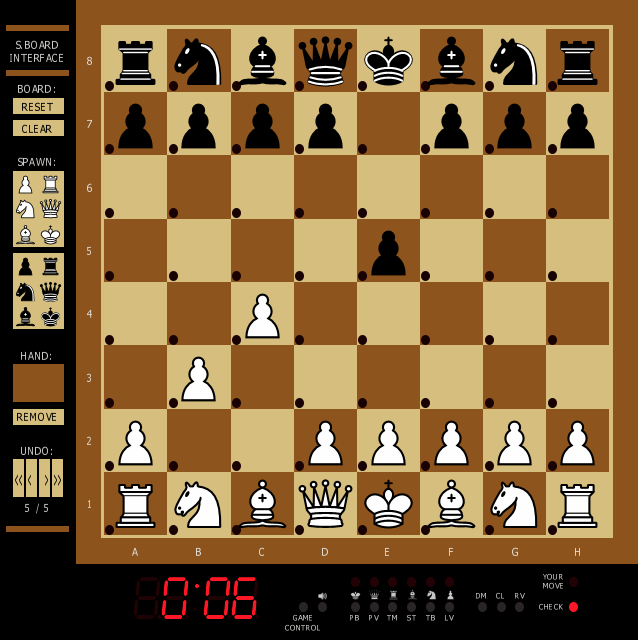 S.BOARD
INTERFACE
BOARD:
RESET
CLEAR
SPAWN:
HAND:
REMOVE
UNDO:
<< < > >>
5 / 5
8
7
6
5
4
3
2
1
A B C D E F G H
0:06
GAME
CONTROL
PB PV TM ST TB LV
DM CL RV
YOUR
MOVE
CHECK